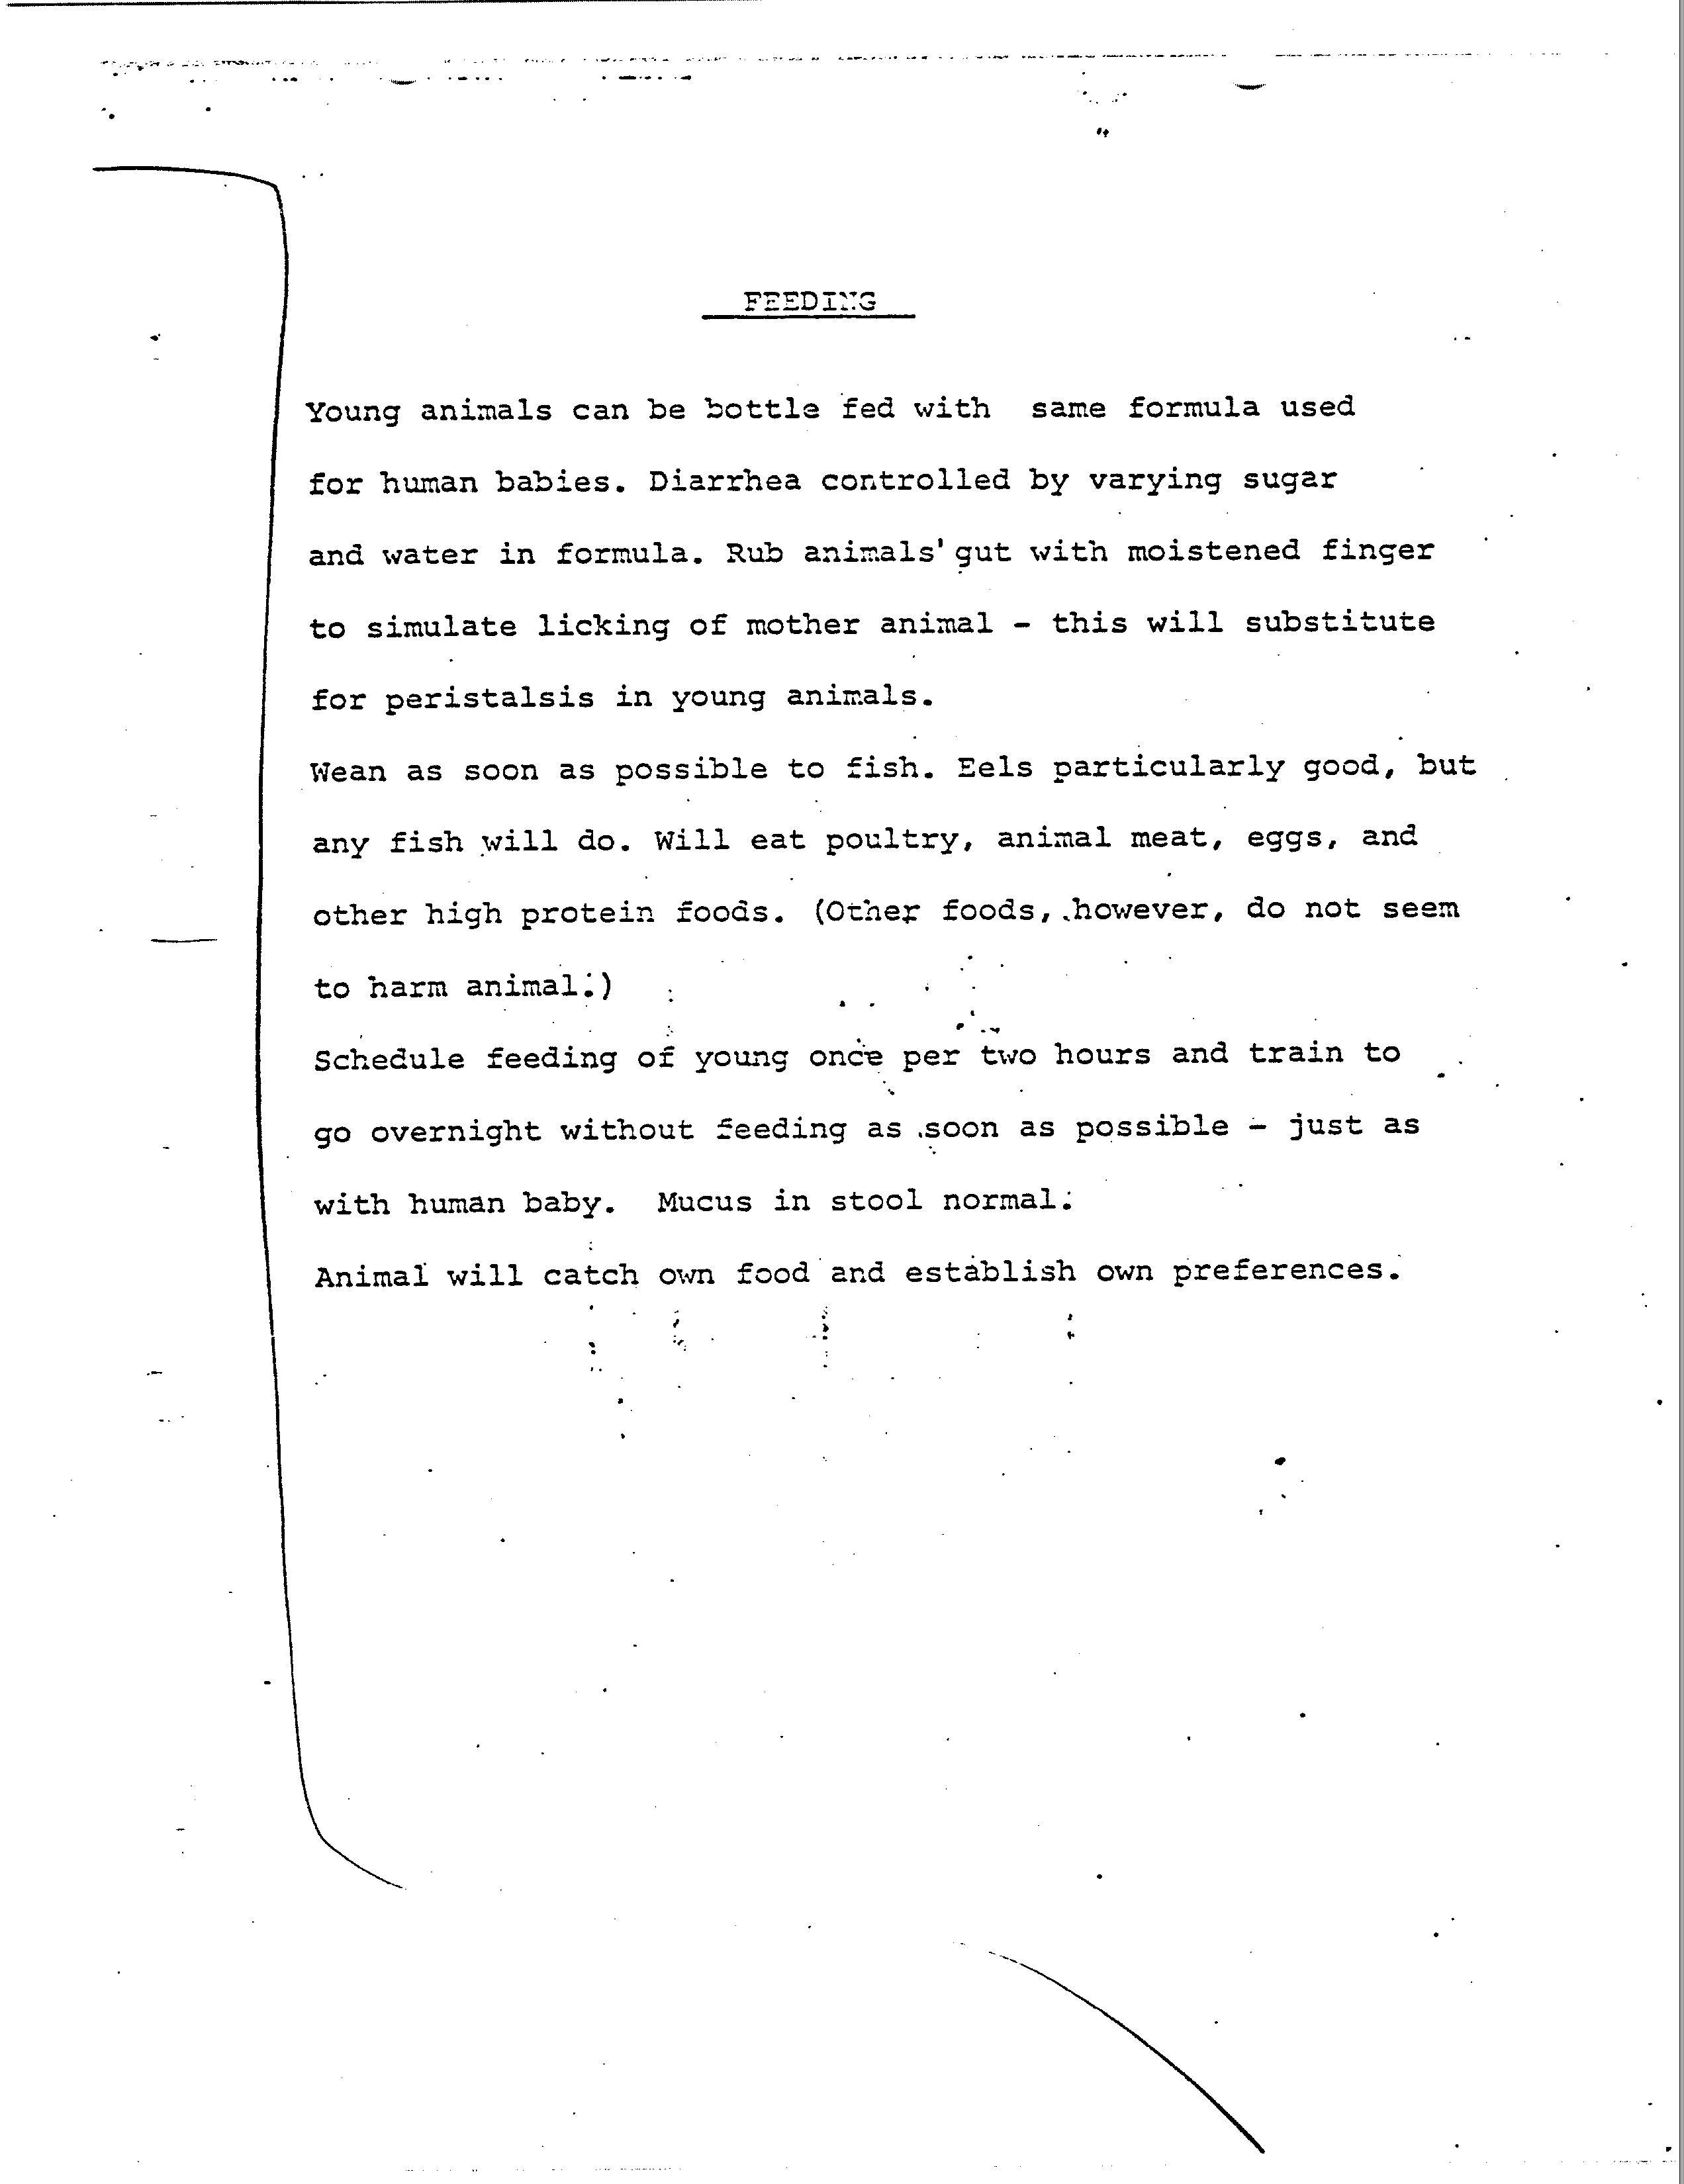 FEEDING
Young animals can be bottle fed with same formula used
for human babies. Diarrhea controlled by varying sugar
and water in formula. Rub animals' gut with moistened finger
to simulate licking of mother animal - this will substitute
for peristalsis in young animals.
Wean as soon as possible to fish. Eels particularly good, but
any fish will do. Will eat poultry, animal meat, eggs, and
other high protein foods. (Other foods, however, do not seem
to harm animal.)
Schedule feeding of young once per two hours and train to
go overnight without feeding as soon as possible - just as
with human baby. Mucus in stool normal.
Animal will catch own food and establish own preferences.